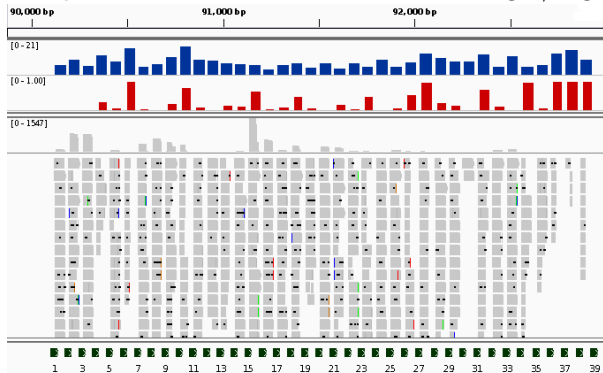 90,000 bp 91,000 bp 92,000 bp
[0 - 21]
[0 - 1.00]
[0 - 1547]
1 3 5 7 9 11 13 15 17 19 21 23 25 27 29 31 33 35 37 39